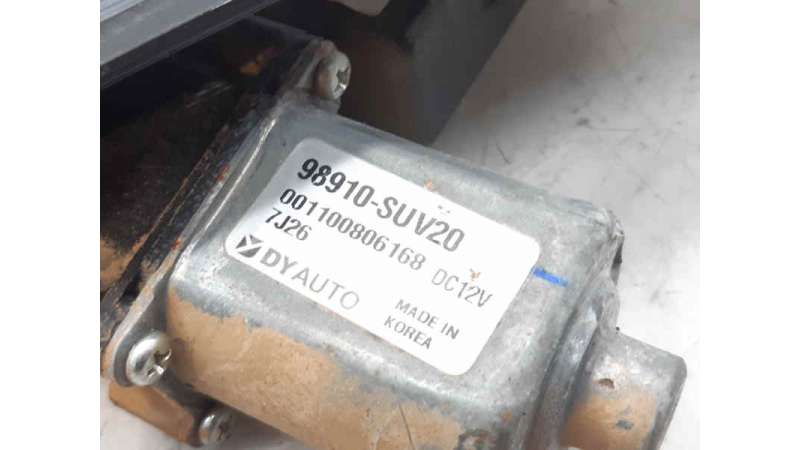 98910-SUV20
001100806168 DC12V
7J26
DYAUTO
MADE IN
KOREA